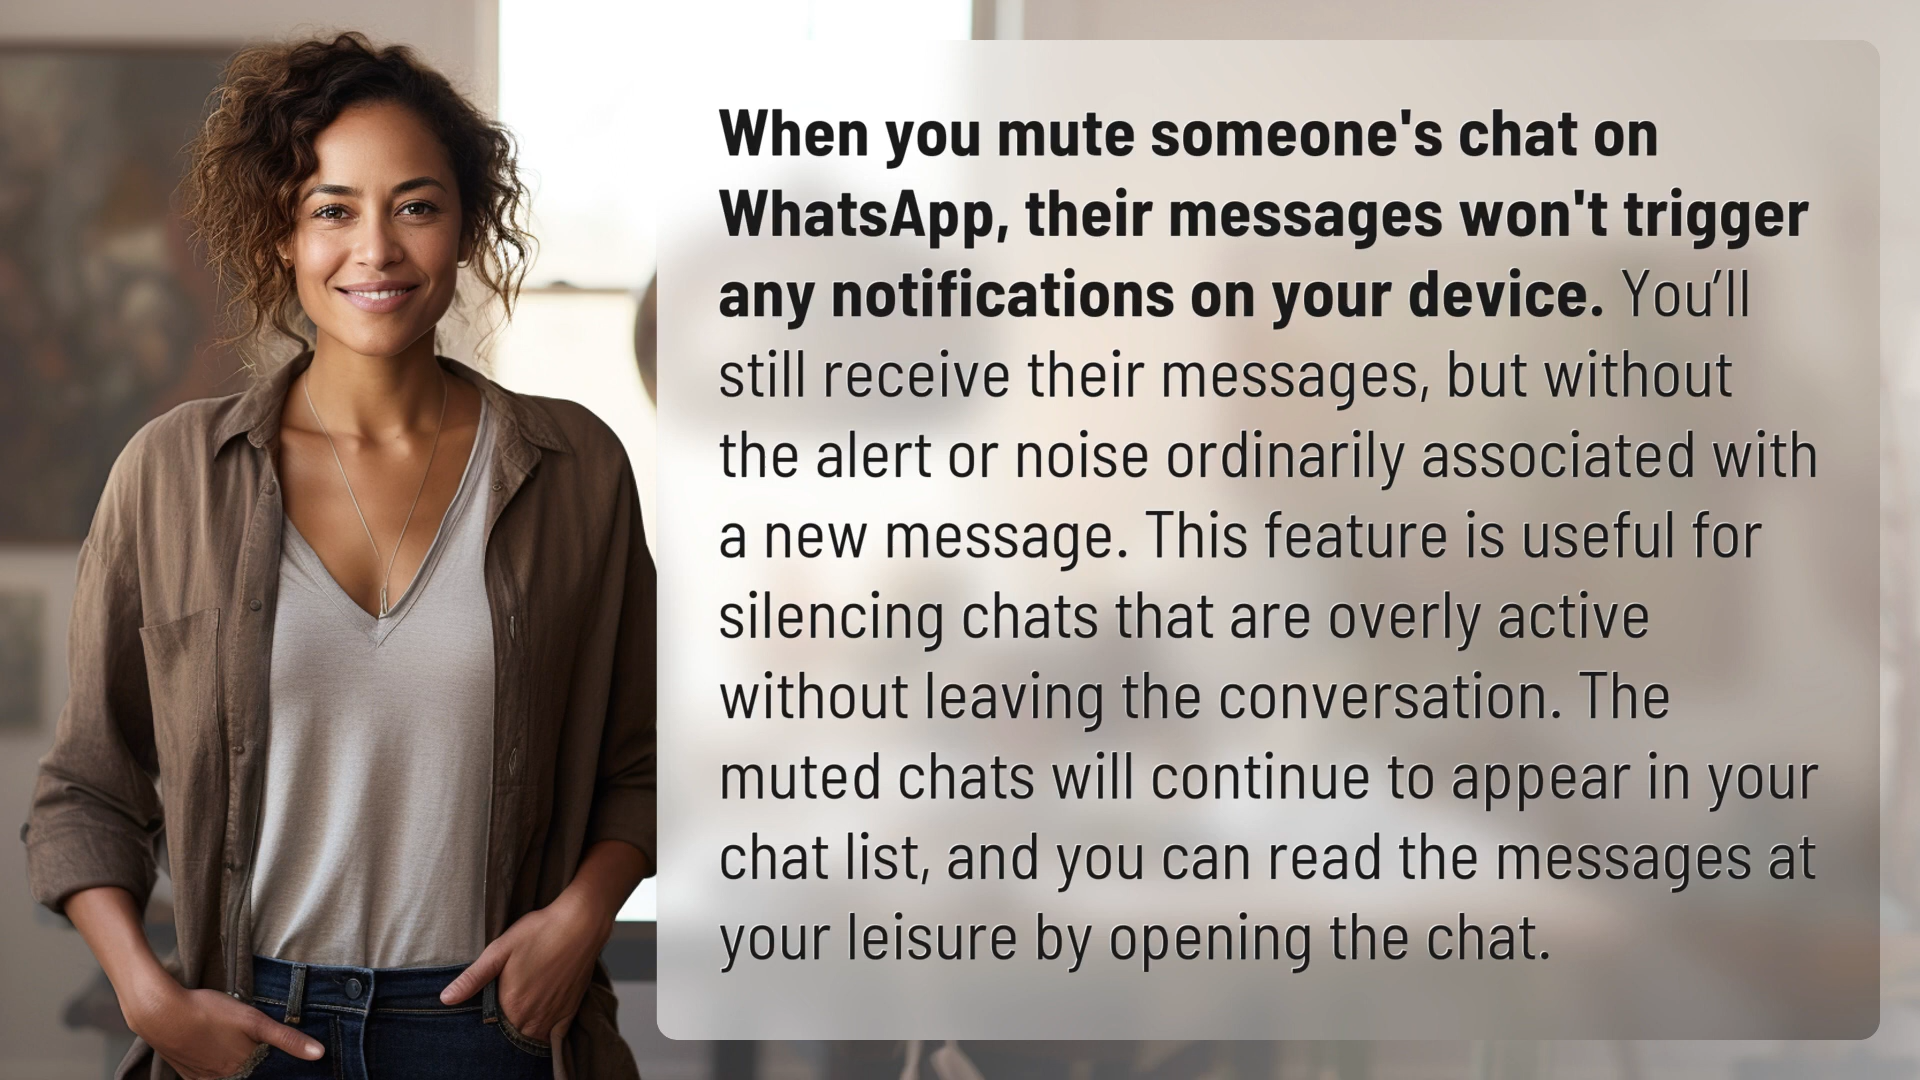 When you mute someone's chat on
WhatsApp, their messages won't trigger
any notifications on your device. You’ll
still receive their messages, but without
the alert or noise ordinarily associated with
a new message. This feature is useful for
silencing chats that are overly active
without leaving the conversation. The
muted chats will continue to appear in your
chat list, and you can read the messages at
your leisure by opening the chat.